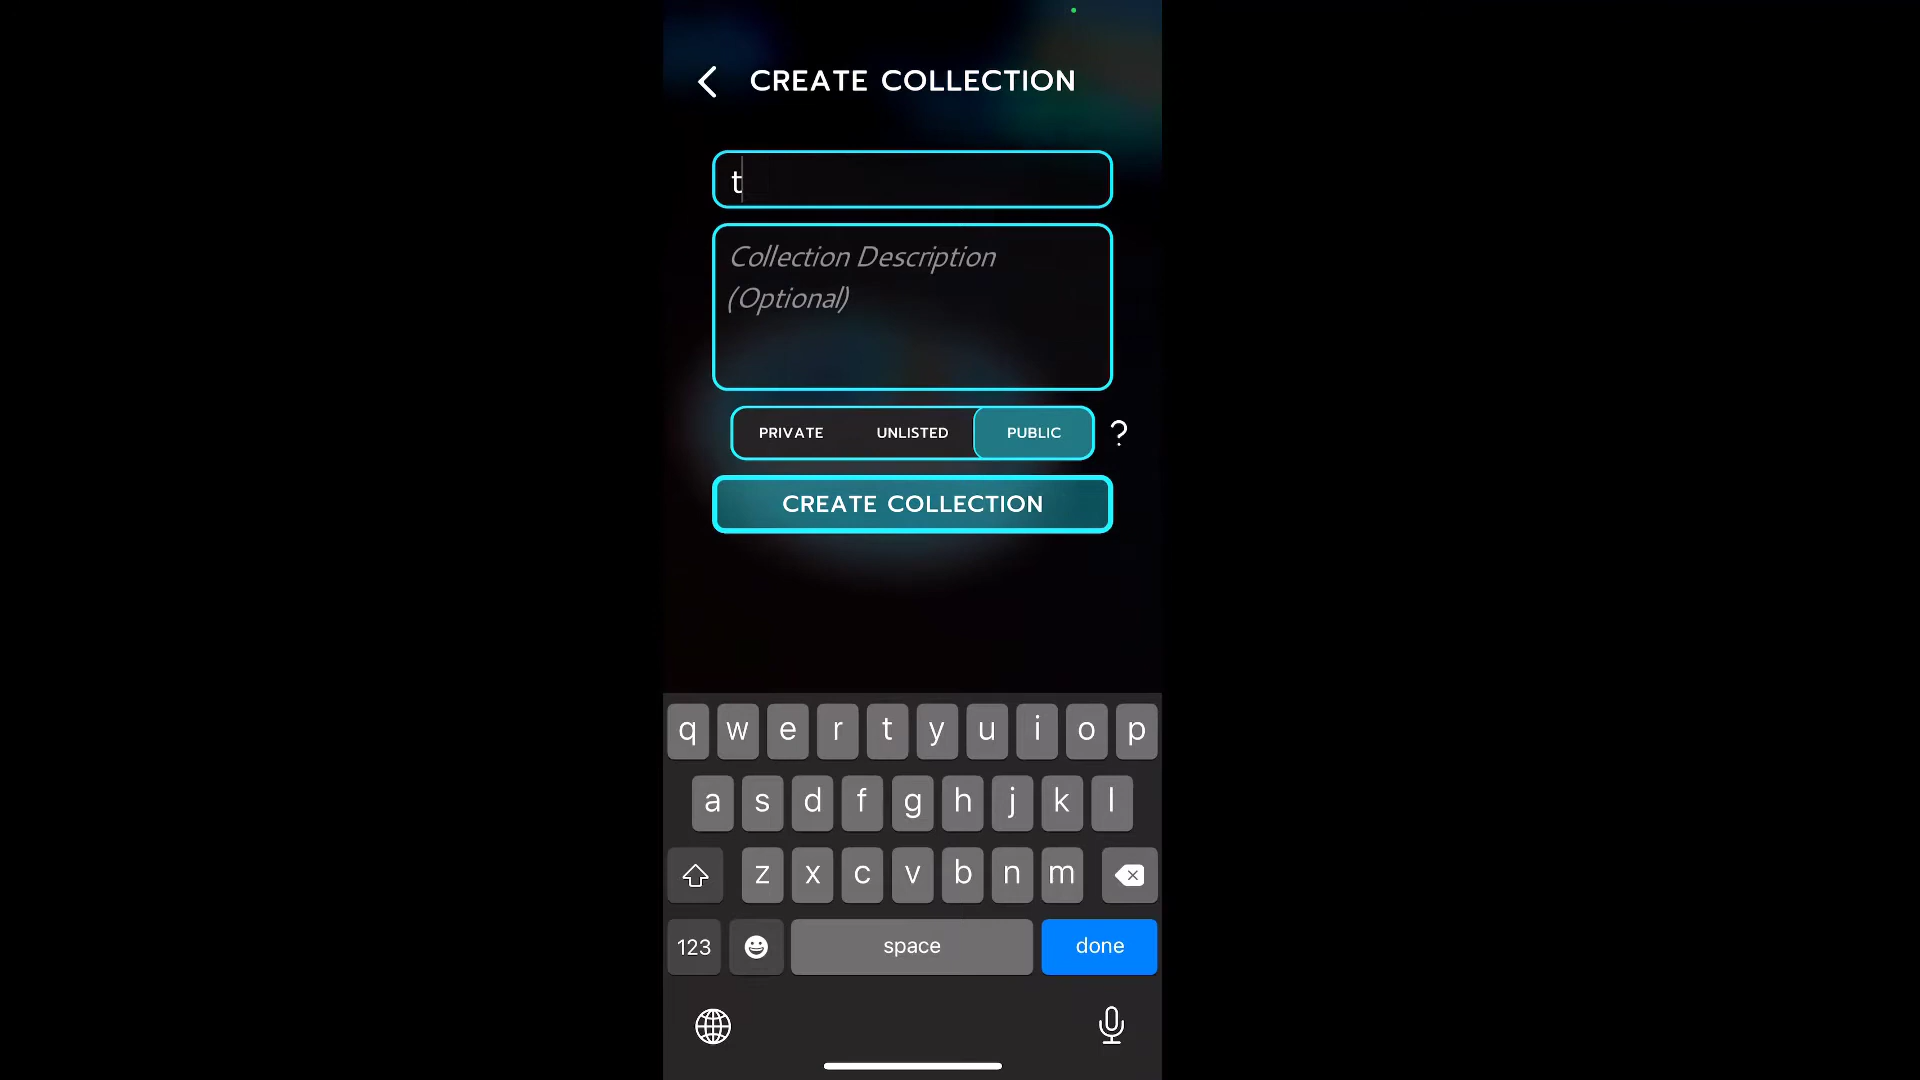 CREATE COLLECTION
t
Collection Description
(Optional)
PRIVATE UNLISTED PUBLIC ?
CREATE COLLECTION
q w e r t y u i o p
a s d f g h j k l
z x c v b n m
123 space done